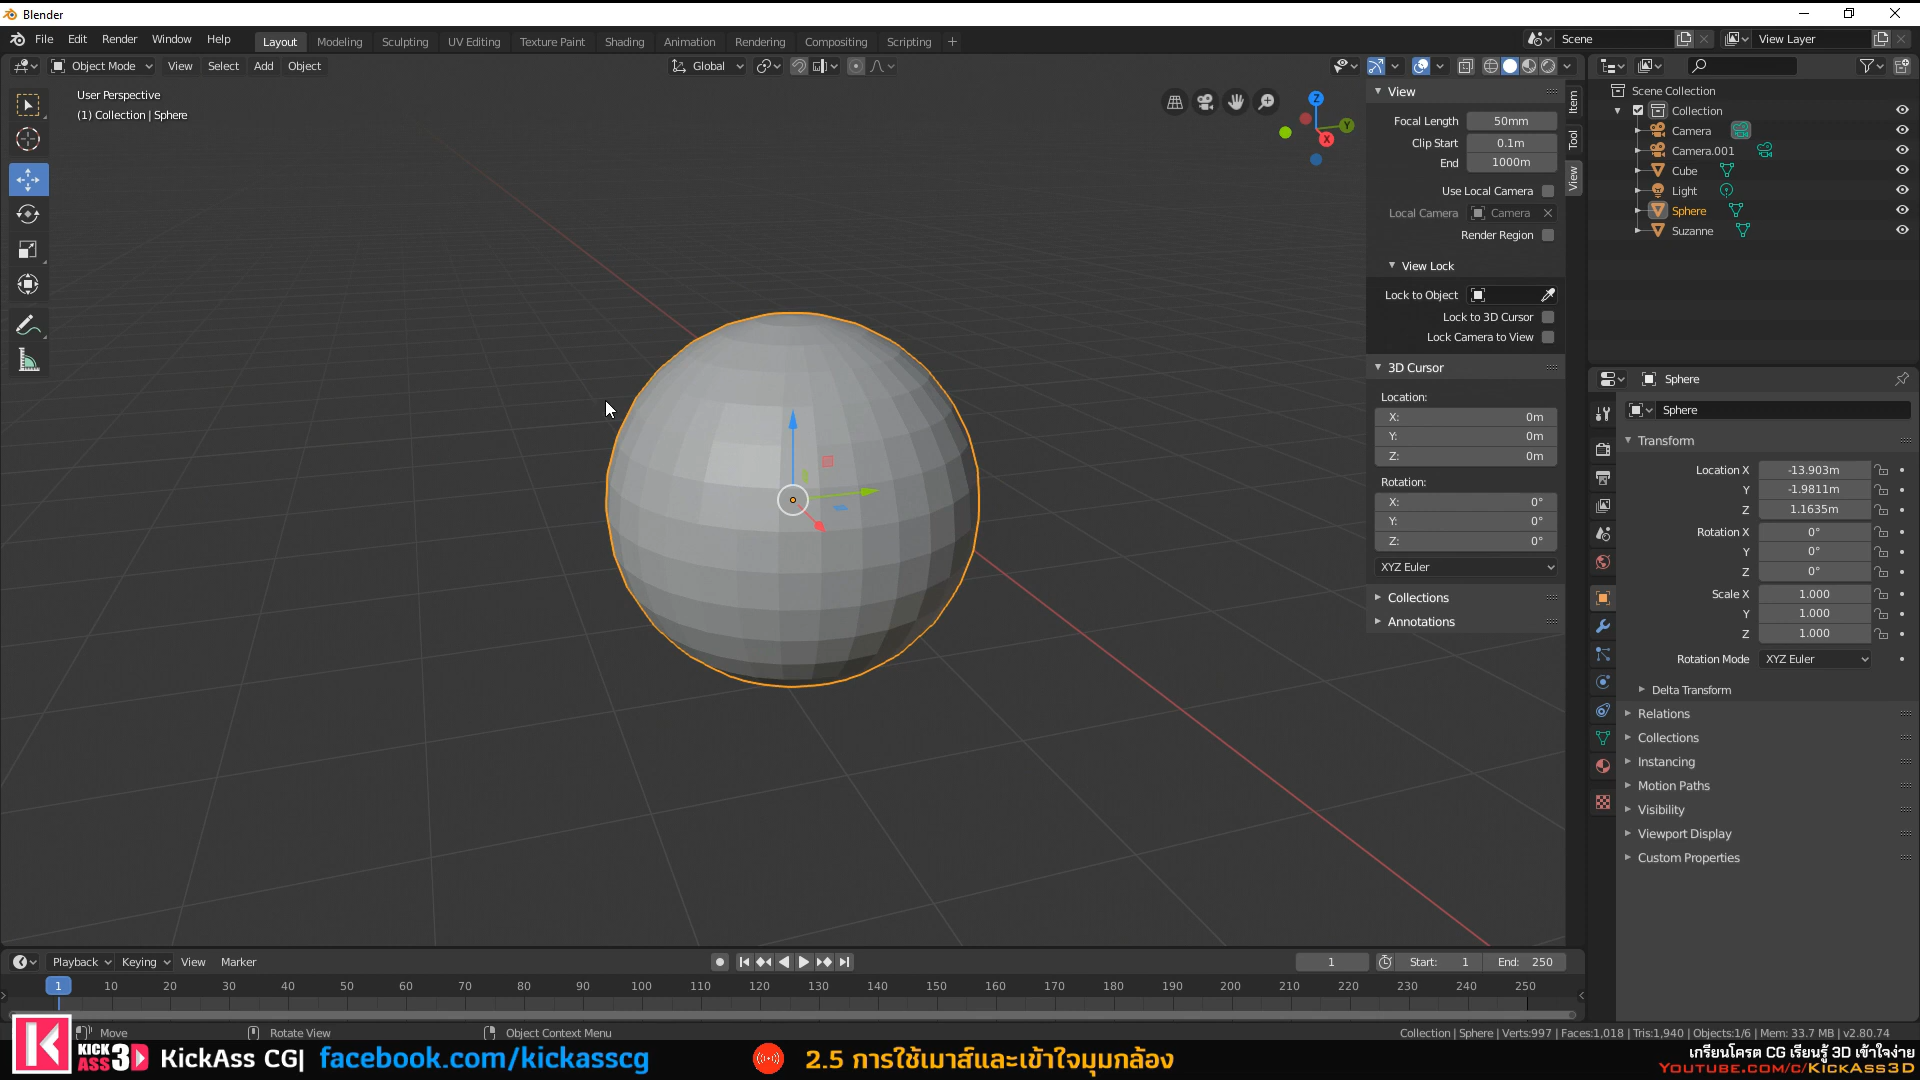 Blender
File Edit Render Window Help Layout Modeling Sculpting UV Editing Texture Paint Shading Animation Rendering Compositing Scripting + Scene View Layer
Object Mode View Select Add Object Global
User Perspective
(1) Collection | Sphere
Z
Y
X
View
Focal Length 50mm
Clip Start 0.1m
End 1000m
Use Local Camera
Local Camera Camera
Render Region
View Lock
Lock to Object
Lock to 3D Cursor
Lock Camera to View
3D Cursor
Location:
X: 0m
Y: 0m
Z: 0m
Rotation:
X: 0°
Y: 0°
Z: 0°
XYZ Euler
Collections
Annotations
Item
Tool
View
Scene Collection
Collection
Camera
Camera.001
Cube
Light
Sphere
Suzanne
Sphere
Sphere
Transform
Location X -13.903m
Y -1.9811m
Z 1.1635m
Rotation X 0°
Y 0°
Z 0°
Scale X 1.000
Y 1.000
Z 1.000
Rotation Mode XYZ Euler
Delta Transform
Relations
Collections
Instancing
Motion Paths
Visibility
Viewport Display
Custom Properties
Playback Keying View Marker 1 Start: 1 End: 250
1 10 20 30 40 50 60 70 80 90 100 110 120 130 140 150 160 170 180 190 200 210 220 230 240 250
Move Rotate View Object Context Menu Collection | Sphere | Verts:997 | Faces:1,018 | Tris:1,940 | Objects:1/6 | Mem: 33.7 MB | v2.80.74
K KICK ASS 3D KickAss CG| facebook.com/kickasscg 2.5 การใช้เมาส์และเข้าใจมุมกล้อง
เกรียนโครต CG เรียนรู้ 3D เข้าใจง่าย
YOUTUBE.COM/C/KICKASS3D